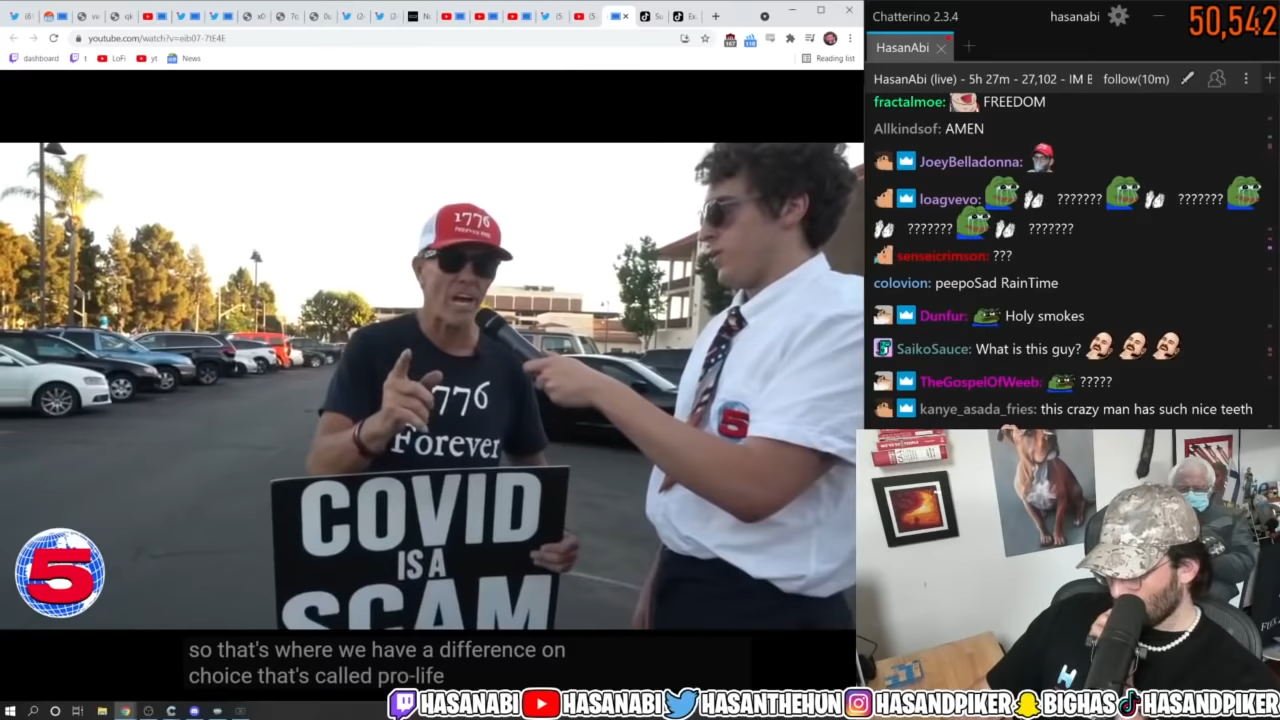 youtube.com/watch?v=eib07-7tE4E
dashboard
t
LoFi
yt
News
Reading list
1776
1776
Forever
COVID
IS A
SCAM
5
5
so that's where we have a difference on
choice that's called pro-life
Chatterino 2.3.4
hasanabi
50,542
HasanAbi
HasanAbi (live) - 5h 27m - 27,102 - IM E
follow(10m)
fractalmoe: FREEDOM
Allkindsof: AMEN
JoeyBelladonna:
loagvevo: ??????? ???????
??????? ???????
senseicrimson: ???
colovion: peepoSad RainTime
Dunfur: Holy smokes
SaikoSauce: What is this guy?
TheGospelOfWeeb: ?????
kanye_asada_fries: this crazy man has such nice teeth
HASANABI HASANABI HASANTHEHUN HASANDPIKER BIGHAS HASANDPIKER